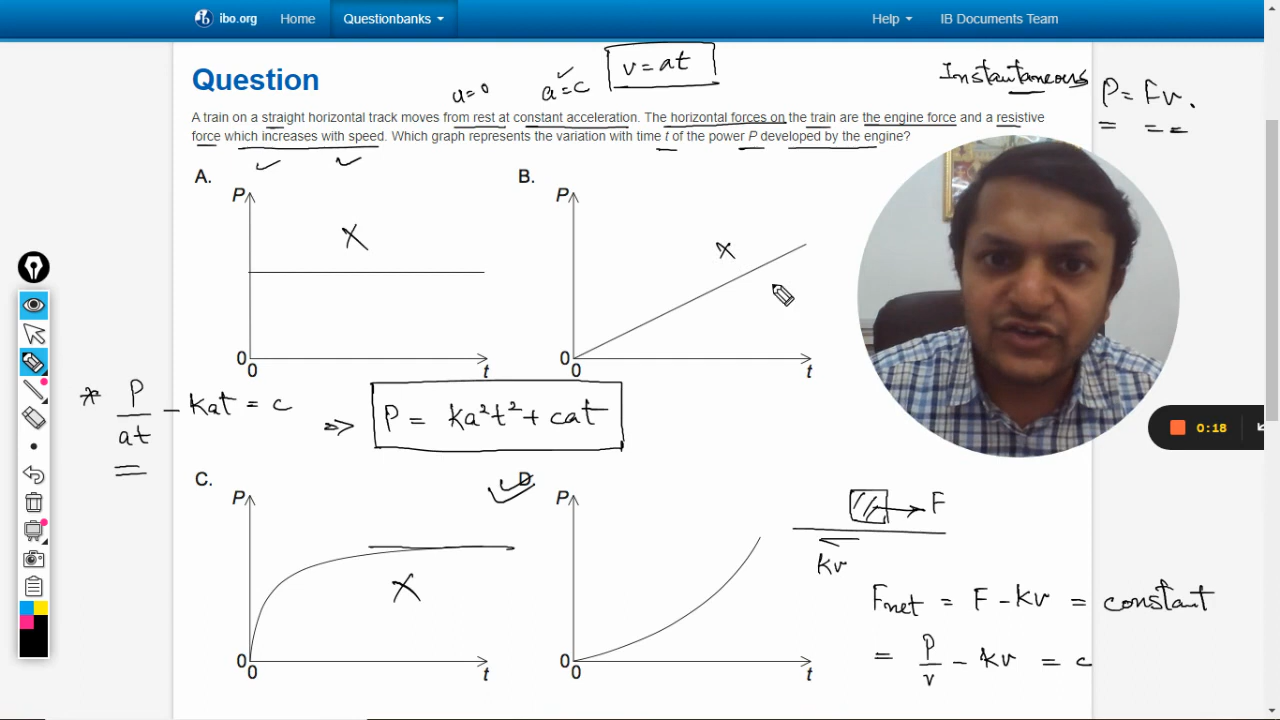 ibo.org Home Questionbanks Help IB Documents Team
Question
u=0 a=c v=at
Instantaneous
P=Fv.
A train on a straight horizontal track moves from rest at constant acceleration. The horizontal forces on the train are the engine force and a resistive
force which increases with speed. Which graph represents the variation with time t of the power P developed by the engine?
A.
P
0
0
t
B.
P
0
0
t
* P/at - kat = c
⇒ P = ka²t² + cat
0:18
C.
P
0
0
t
D
P
0
0
t
F
kv
Fnet = F - kv = constant
= P/v - kv = c